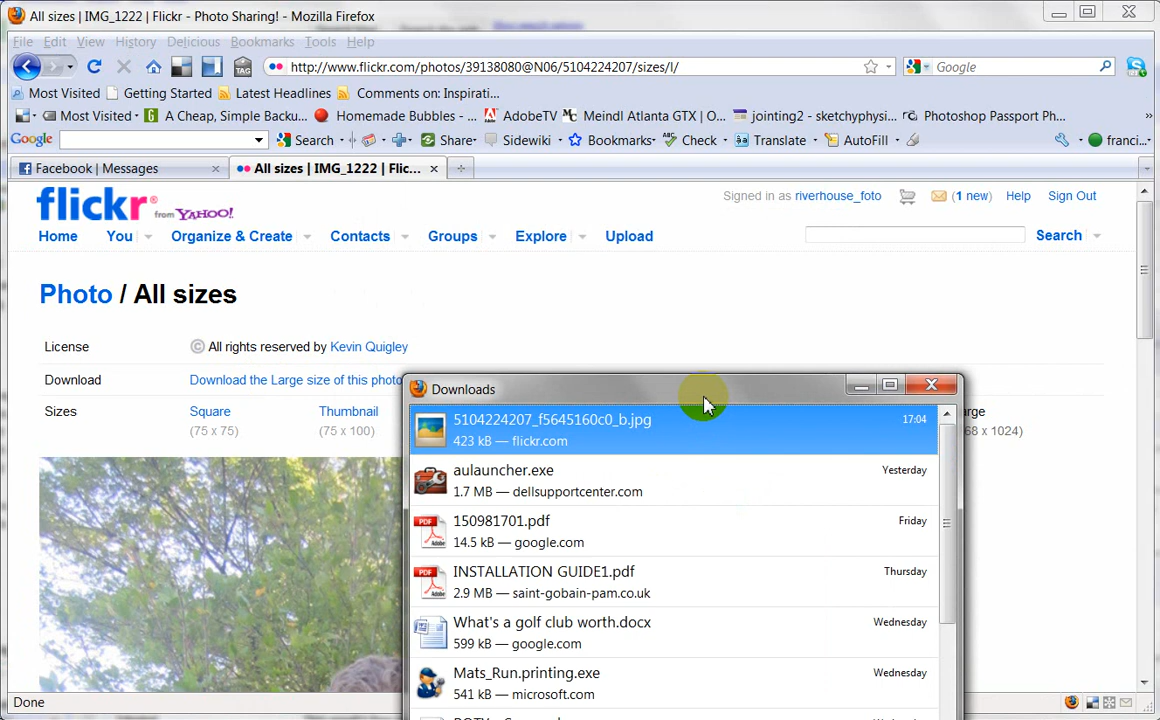 All sizes | IMG_1222 | Flickr - Photo Sharing! - Mozilla Firefox
File Edit View History Delicious Bookmarks Tools Help
TAG http://www.flickr.com/photos/39138080@N06/5104224207/sizes/l/ Google
Most Visited Getting Started Latest Headlines Comments on: Inspirati...
Most Visited A Cheap, Simple Backu... Homemade Bubbles - ... AdobeTV Meindl Atlanta GTX | O... jointing2 - sketchyphysi... Photoshop Passport Ph... »
Google Search Share Sidewiki Bookmarks Check Translate AutoFill franci...
Facebook | Messages All sizes | IMG_1222 | Flic...
flickr® from YAHOO! Signed in as riverhouse_foto (1 new) Help Sign Out
Home You Organize & Create Contacts Groups Explore Upload Search
Photo / All sizes
License © All rights reserved by Kevin Quigley
Download Download the Large size of this photo
Sizes Square Thumbnail
(75 x 75) (75 x 100)
Downloads
5104224207_f5645160c0_b.jpg 17:04
423 kB — flickr.com
aulauncher.exe Yesterday
1.7 MB — dellsupportcenter.com
150981701.pdf Friday
14.5 kB — google.com
INSTALLATION GUIDE1.pdf Thursday
2.9 MB — saint-gobain-pam.co.uk
What's a golf club worth.docx Wednesday
599 kB — google.com
Mats_Run.printing.exe Wednesday
541 kB — microsoft.com
arge
68 x 1024)
Done